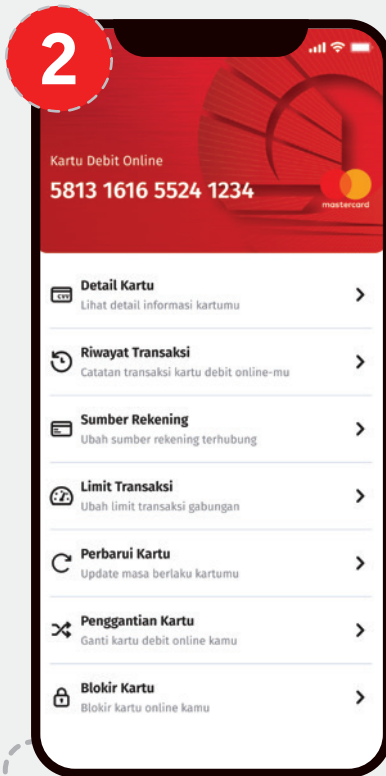 2
Kartu Debit Online
5813 1616 5524 1234
mastercard
CVV
Detail Kartu
Lihat detail informasi kartumu
Riwayat Transaksi
Catatan transaksi kartu debit online-mu
Sumber Rekening
Ubah sumber rekening terhubung
Limit Transaksi
Ubah limit transaksi gabungan
Perbarui Kartu
Update masa berlaku kartumu
Penggantian Kartu
Ganti kartu debit online kamu
Blokir Kartu
Blokir kartu online kamu